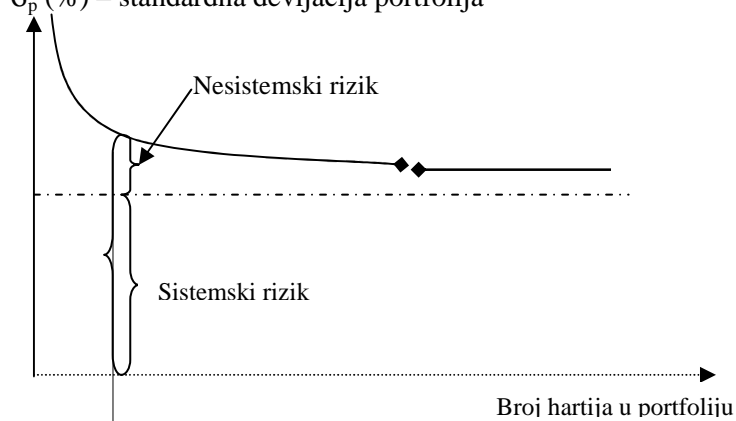 σp (%) – standardna devijacija portfolija
Nesistemski rizik
Sistemski rizik
Broj hartija u portfoliju